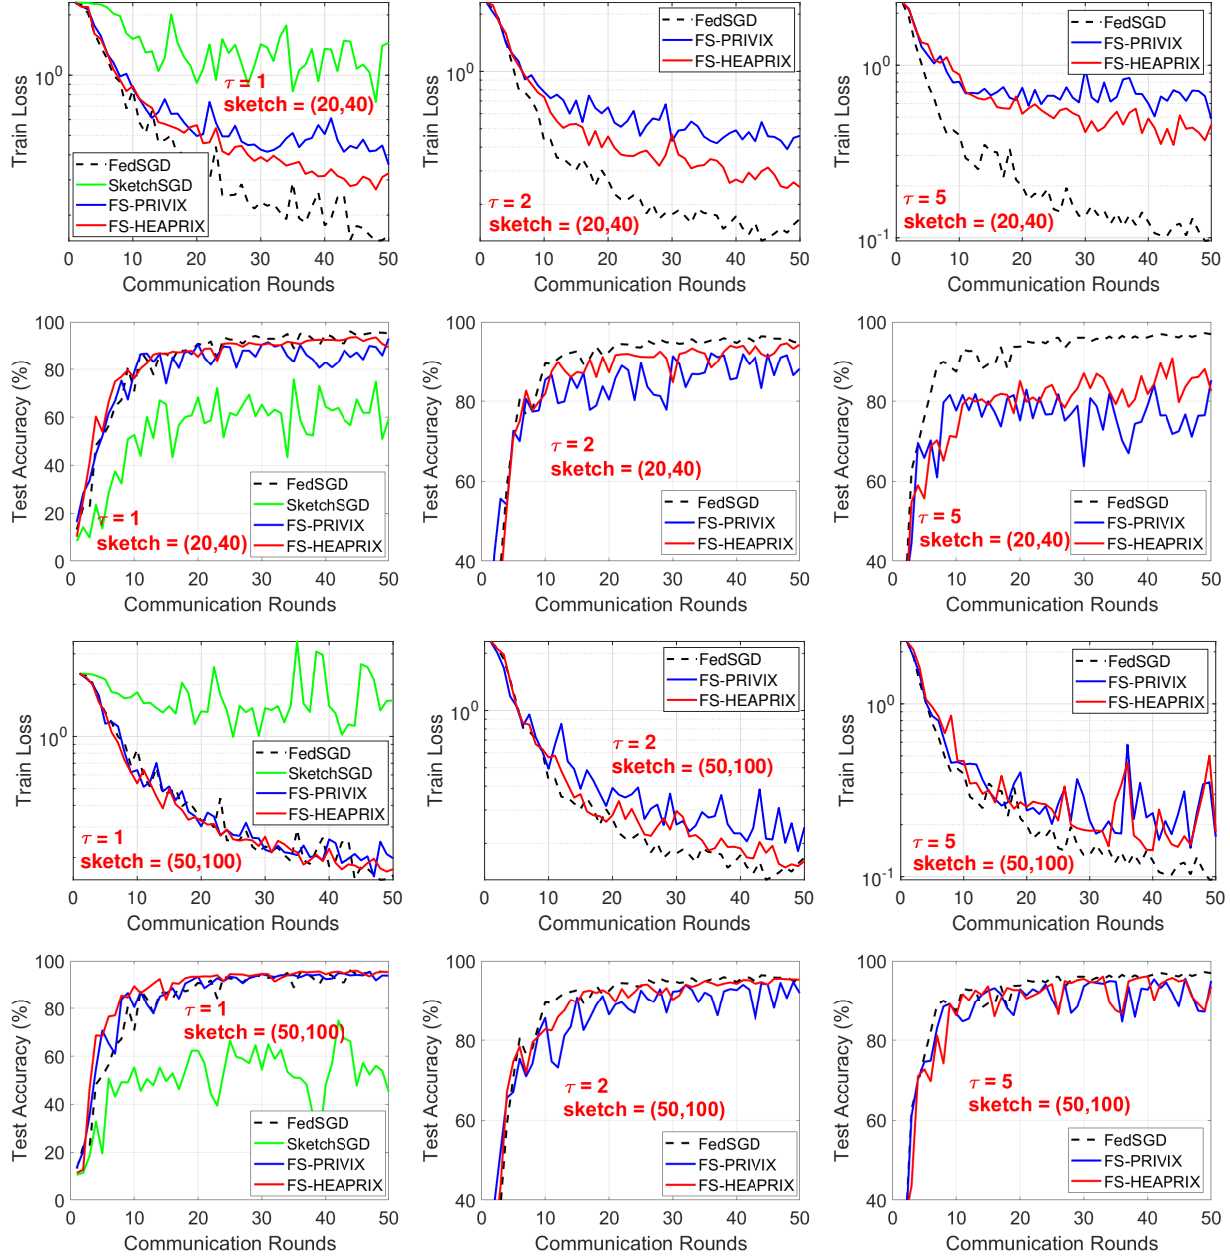 Train Loss
10^0
τ = 1
sketch = (20,40)
FedSGD
SketchSGD
FS-PRIVIX
FS-HEAPRIX
0 10 20 30 40 50
Communication Rounds
Train Loss
10^0
FedSGD
FS-PRIVIX
FS-HEAPRIX
τ = 2
sketch = (20,40)
0 10 20 30 40 50
Communication Rounds
Train Loss
10^0
10^-1
FedSGD
FS-PRIVIX
FS-HEAPRIX
τ = 5
sketch = (20,40)
0 10 20 30 40 50
Communication Rounds
Test Accuracy (%)
100
80
60
40
20
0
τ = 1
sketch = (20,40)
FedSGD
SketchSGD
FS-PRIVIX
FS-HEAPRIX
0 10 20 30 40 50
Communication Rounds
Test Accuracy (%)
100
80
60
40
τ = 2
sketch = (20,40)
FedSGD
FS-PRIVIX
FS-HEAPRIX
0 10 20 30 40 50
Communication Rounds
Test Accuracy (%)
100
80
60
40
τ = 5
sketch = (20,40)
FedSGD
FS-PRIVIX
FS-HEAPRIX
0 10 20 30 40 50
Communication Rounds
Train Loss
10^0
FedSGD
SketchSGD
FS-PRIVIX
FS-HEAPRIX
τ = 1
sketch = (50,100)
0 10 20 30 40 50
Communication Rounds
Train Loss
10^0
FedSGD
FS-PRIVIX
FS-HEAPRIX
τ = 2
sketch = (50,100)
0 10 20 30 40 50
Communication Rounds
Train Loss
10^0
10^-1
FedSGD
FS-PRIVIX
FS-HEAPRIX
τ = 5
sketch = (50,100)
0 10 20 30 40 50
Communication Rounds
Test Accuracy (%)
100
80
60
40
20
0
τ = 1
sketch = (50,100)
FedSGD
SketchSGD
FS-PRIVIX
FS-HEAPRIX
0 10 20 30 40 50
Communication Rounds
Test Accuracy (%)
100
80
60
40
τ = 2
sketch = (50,100)
FedSGD
FS-PRIVIX
FS-HEAPRIX
0 10 20 30 40 50
Communication Rounds
Test Accuracy (%)
100
80
60
40
τ = 5
sketch = (50,100)
FedSGD
FS-PRIVIX
FS-HEAPRIX
0 10 20 30 40 50
Communication Rounds